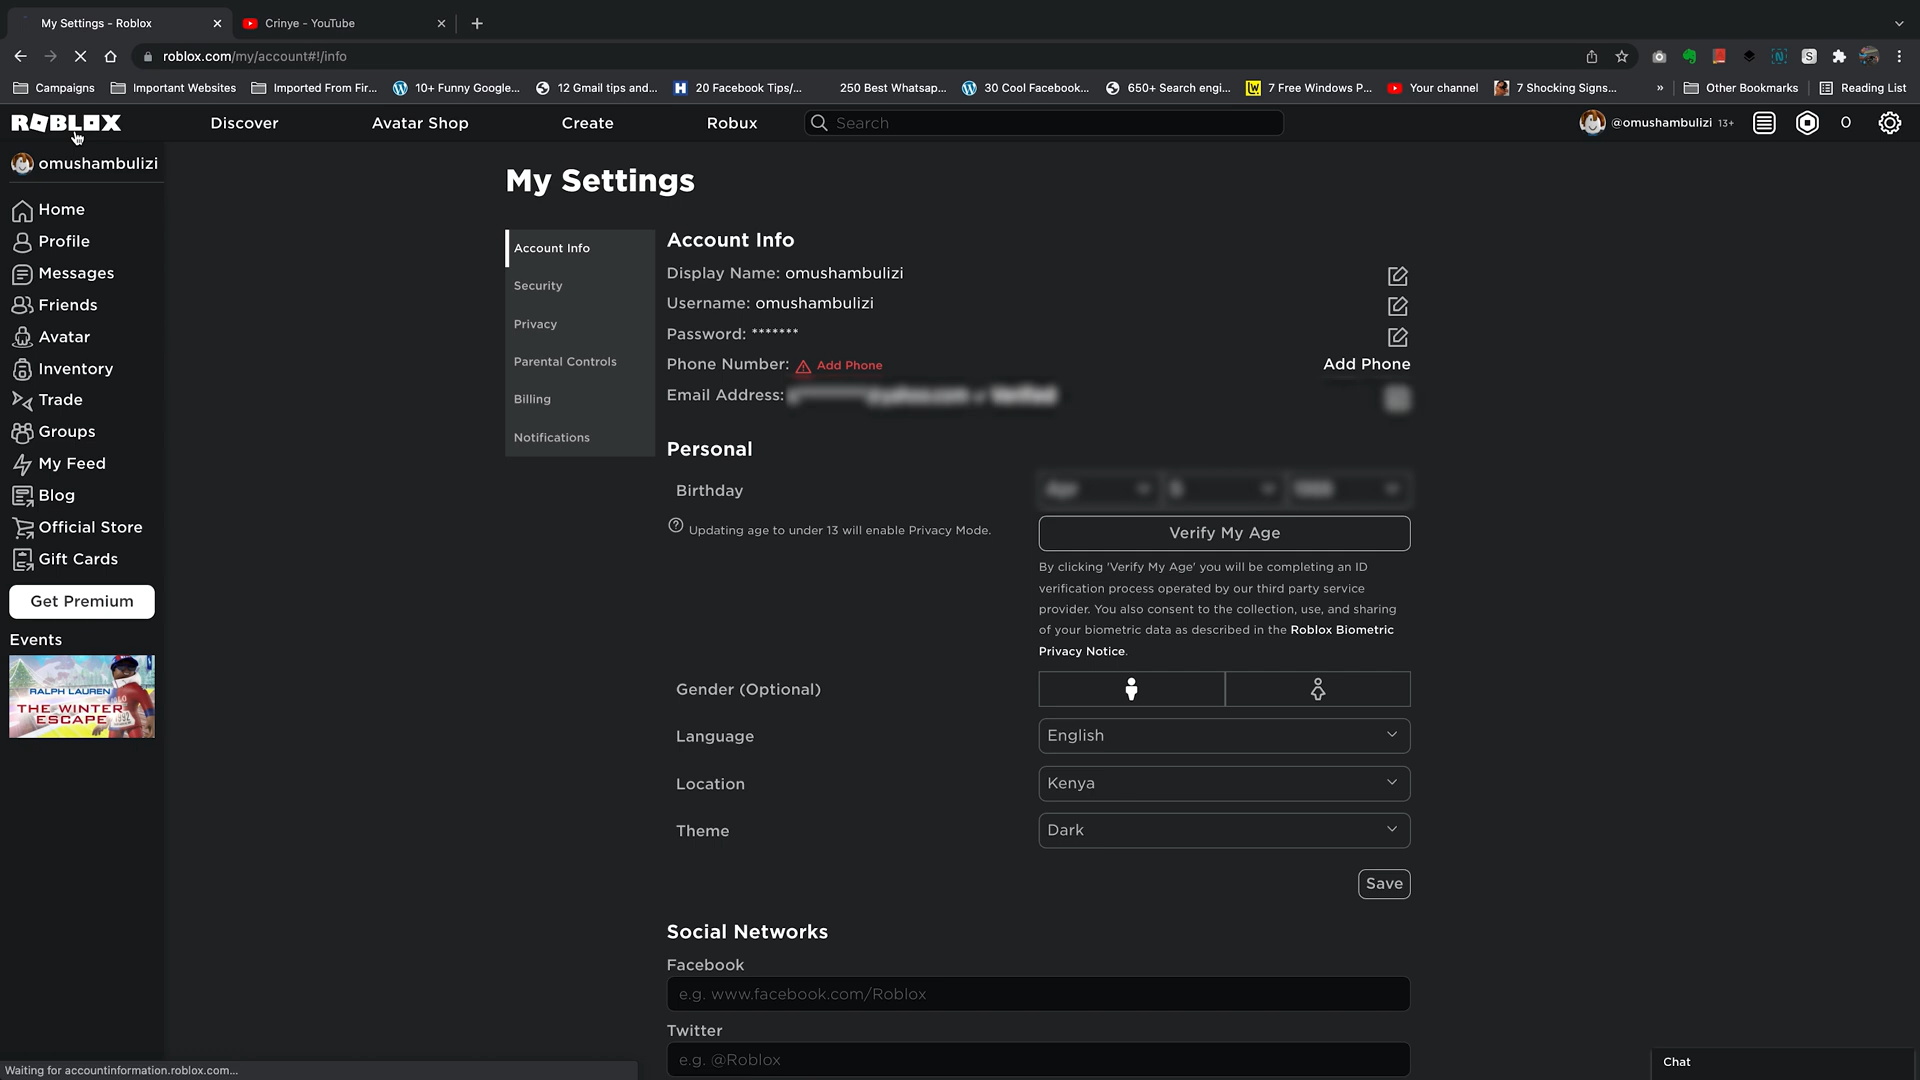 My Settings - Roblox
Crinye - YouTube
roblox.com/my/account#!/info
Campaigns
Important Websites
Imported From Fir...
10+ Funny Google...
12 Gmail tips and...
20 Facebook Tips/...
250 Best Whatsap...
30 Cool Facebook...
650+ Search engi...
7 Free Windows P...
Your channel
7 Shocking Signs...
»
Other Bookmarks
Reading List
ROBLOX
Discover
Avatar Shop
Create
Robux
Search
@omushambulizi 13+
0
omushambulizi
Home
Profile
Messages
Friends
Avatar
Inventory
Trade
Groups
My Feed
Blog
Official Store
Gift Cards
Get Premium
Events
RALPH LAUREN
THE WINTER
ESCAPE
My Settings
Account Info
Security
Privacy
Parental Controls
Billing
Notifications
Account Info
Display Name: omushambulizi
Username: omushambulizi
Password: *******
Phone Number: Add Phone
Add Phone
Email Address:
Personal
Birthday
Updating age to under 13 will enable Privacy Mode.
Verify My Age
By clicking 'Verify My Age' you will be completing an ID
verification process operated by our third party service
provider. You also consent to the collection, use, and sharing
of your biometric data as described in the Roblox Biometric
Privacy Notice.
Gender (Optional)
Language
English
Location
Kenya
Theme
Dark
Save
Social Networks
Facebook
e.g. www.facebook.com/Roblox
Twitter
e.g. @Roblox
Waiting for accountinformation.roblox.com...
Chat